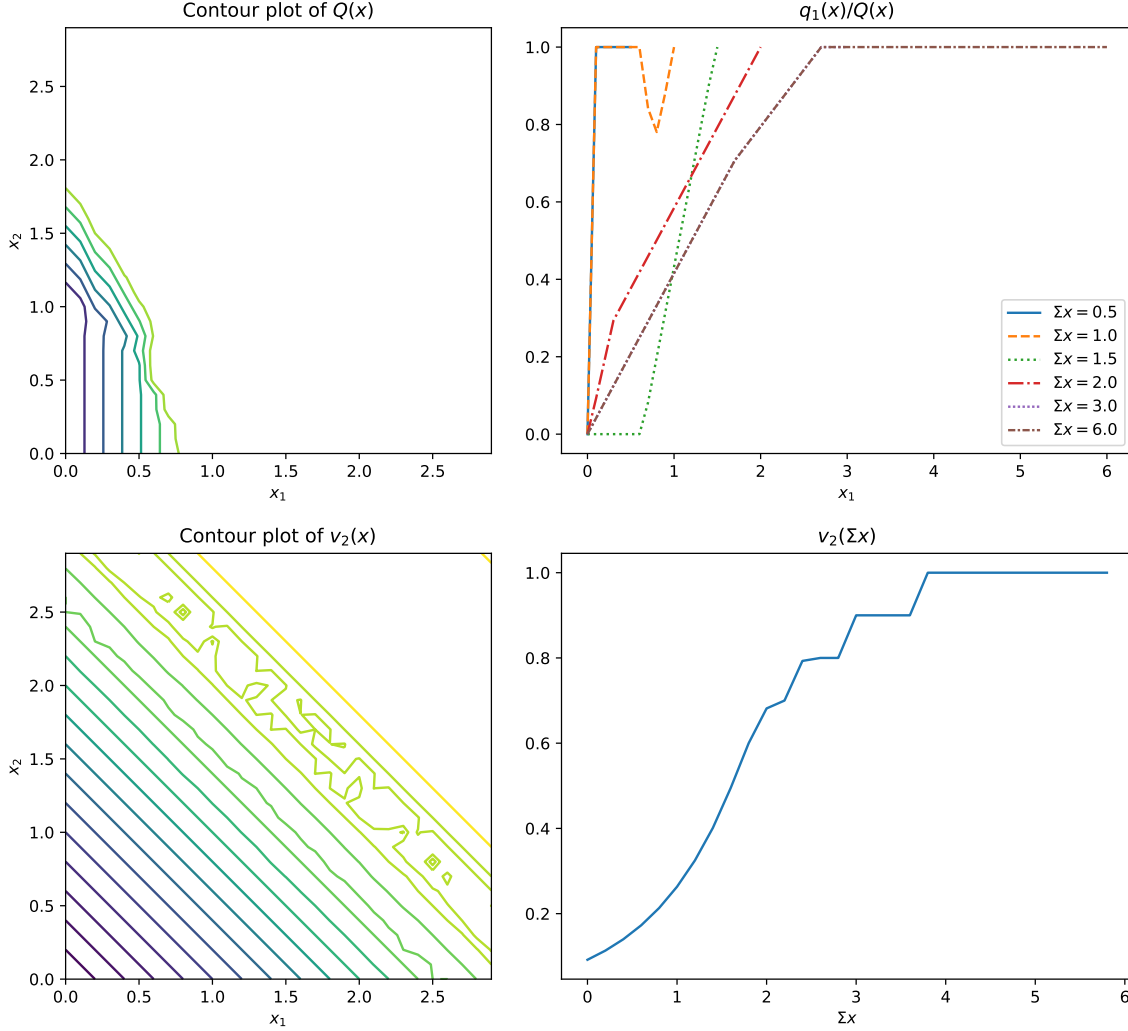 Contour plot of Q(x)
x₂
2.5
2.0
1.5
1.0
0.5
0.0
0.0 0.5 1.0 1.5 2.0 2.5
x₁
q₁(x)/Q(x)
1.0
0.8
0.6
0.4
0.2
0.0
0 1 2 3 4 5 6
x₁
Σx = 0.5
Σx = 1.0
Σx = 1.5
Σx = 2.0
Σx = 3.0
Σx = 6.0
Contour plot of v₂(x)
x₂
2.5
2.0
1.5
1.0
0.5
0.0
0.0 0.5 1.0 1.5 2.0 2.5
x₁
v₂(Σx)
1.0
0.8
0.6
0.4
0.2
0 1 2 3 4 5 6
Σx